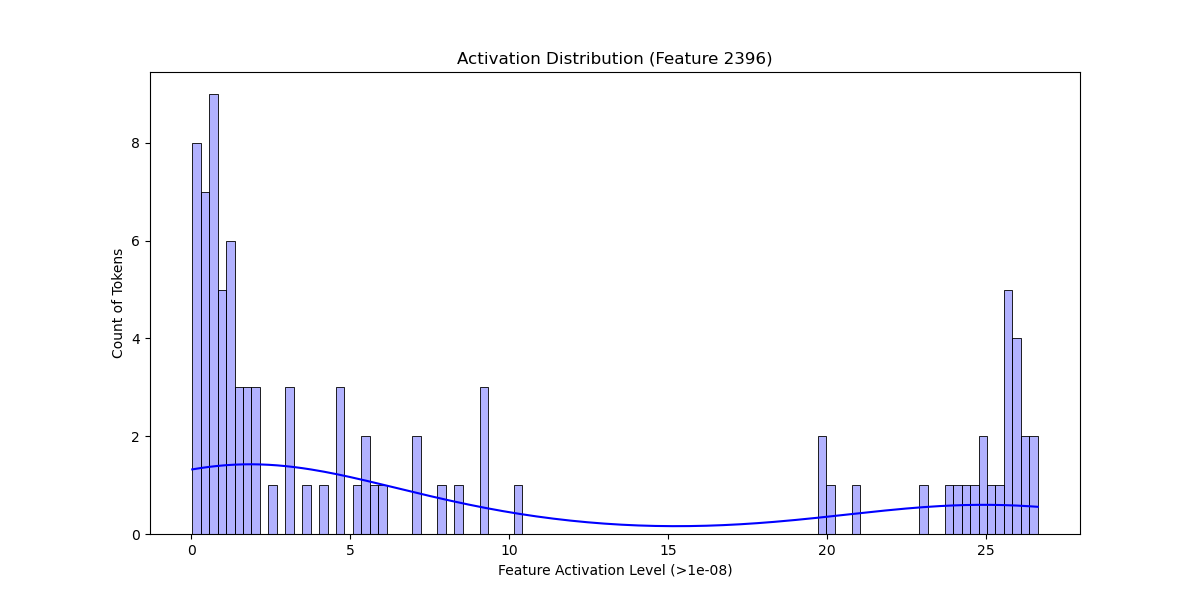 Activation Distribution (Feature 2396)
Count of Tokens
8
6
4
2
0
0 5 10 15 20 25
Feature Activation Level (>1e-08)